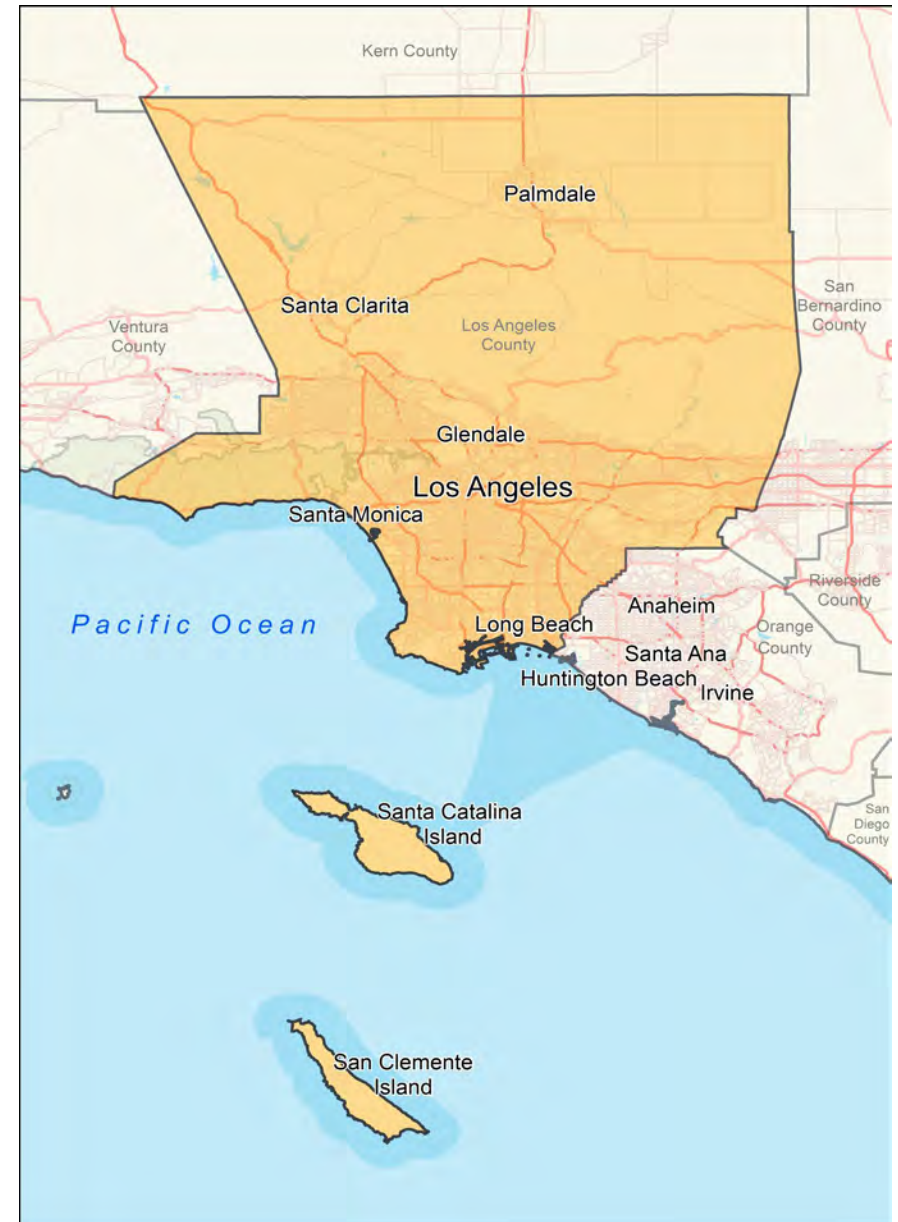 Kern County
Palmdale
San
Bernardino
County
Santa Clarita
Ventura
County
Los Angeles
County
Glendale
Los Angeles
Santa Monica
Riverside
County
Anaheim
Pacific Ocean
Long Beach
Orange
County
Santa Ana
Huntington Beach
Irvine
San
Diego
County
Santa Catalina
Island
San Clemente
Island